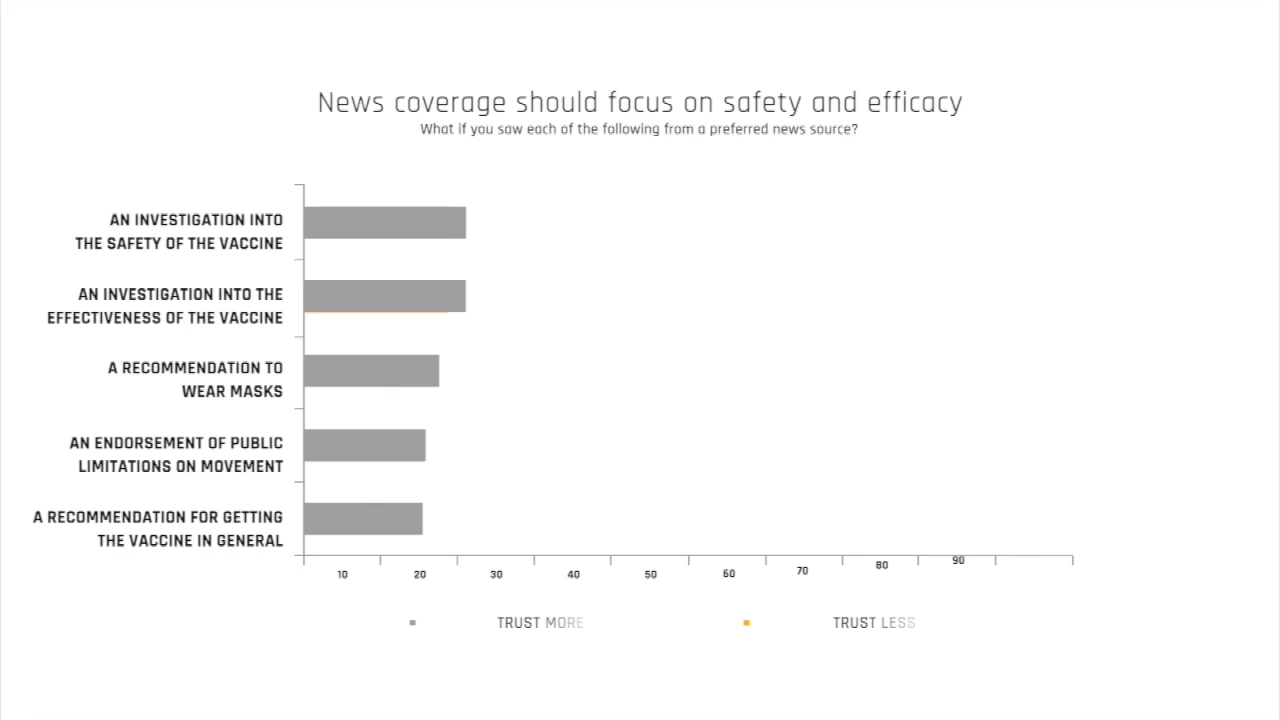 News coverage should focus on safety and efficacy
What if you saw each of the following from a preferred news source?
AN INVESTIGATION INTO
THE SAFETY OF THE VACCINE
AN INVESTIGATION INTO THE
EFFECTIVENESS OF THE VACCINE
A RECOMMENDATION TO
WEAR MASKS
AN ENDORSEMENT OF PUBLIC
LIMITATIONS ON MOVEMENT
A RECOMMENDATION FOR GETTING
THE VACCINE IN GENERAL
10 20 30 40 50 60 70 80 90
TRUST MORE TRUST LESS